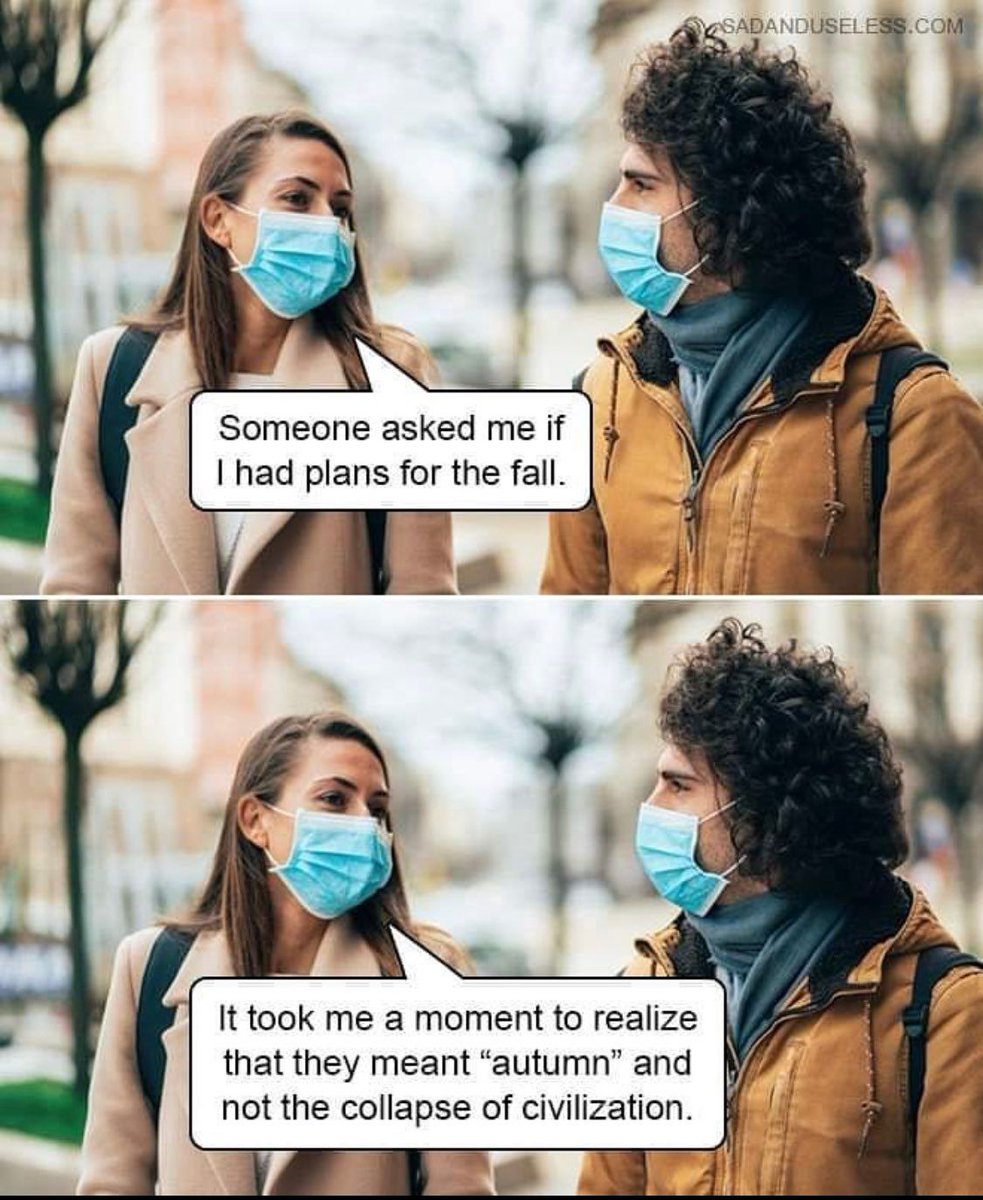 SADANDUSELESS.COM
Someone asked me if
I had plans for the fall.
It took me a moment to realize
that they meant “autumn” and
not the collapse of civilization.